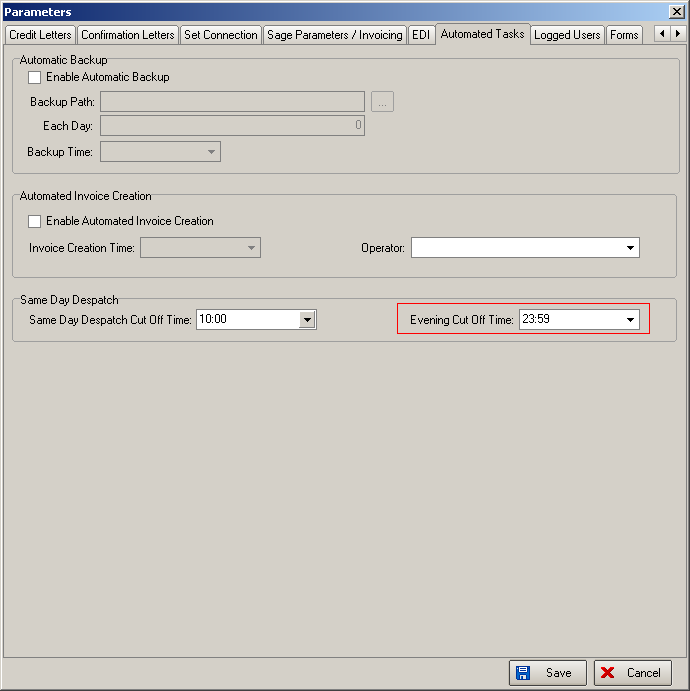 Parameters
Credit Letters Confirmation Letters Set Connection Sage Parameters / Invoicing EDI Automated Tasks Logged Users Forms
Automatic Backup
Enable Automatic Backup
Backup Path: ...
Each Day: 0
Backup Time:
Automated Invoice Creation
Enable Automated Invoice Creation
Invoice Creation Time: Operator:
Same Day Despatch
Same Day Despatch Cut Off Time: 10:00 Evening Cut Off Time: 23:59
Save Cancel